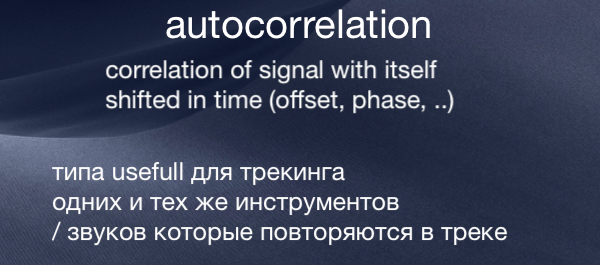 autocorrelation
correlation of signal with itself
shifted in time (offset, phase, ..)
типа usefull для трекинга
одних и тех же инструментов
/ звуков которые повторяются в треке